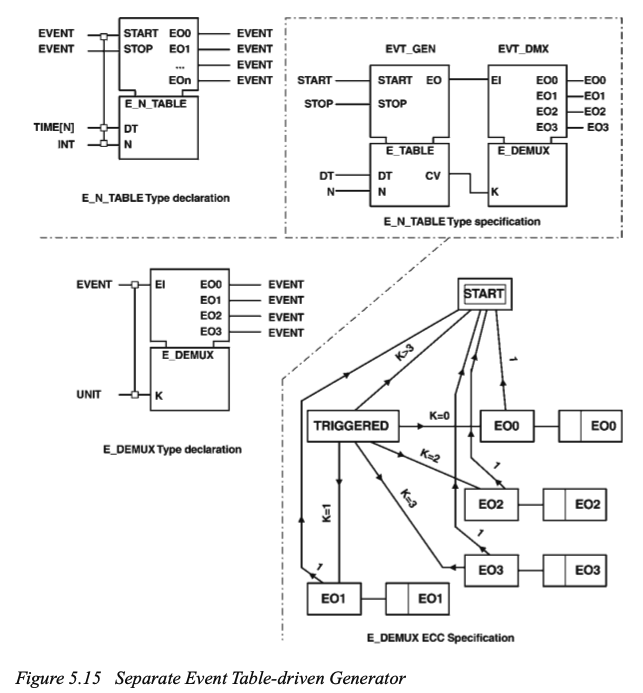 EVENT START EO0 EVENT
EVENT STOP EO1 EVENT
... EVENT
EOn EVENT
E_N_TABLE
TIME[N] DT
INT N
E_N_TABLE Type declaration
EVT_GEN EVT_DMX
START START EO EI EO0 EO0
EO1 EO1
STOP STOP EO2 EO2
EO3 EO3
E_TABLE E_DEMUX
DT DT CV
N N K
E_N_TABLE Type specification
EVENT EI EO0 EVENT
EO1 EVENT
EO2 EVENT
EO3 EVENT
E_DEMUX
UNIT K
E_DEMUX Type declaration
START
K>3
1
TRIGGERED K=0 EO0 EO0
K=2
1
K=1 K=3 EO2 EO2
1
EO3 EO3
1
EO1 EO1
E_DEMUX ECC Specification
Figure 5.15 Separate Event Table-driven Generator